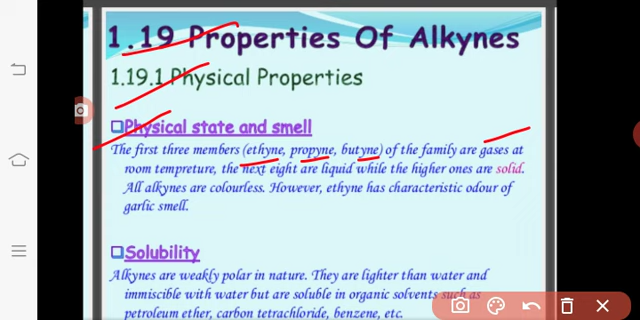 1.19 Properties Of Alkynes
1.19.1 Physical Properties
Physical state and smell
The first three members (ethyne, propyne, butyne) of the family are gases at
room tempreture, the next eight are liquid while the higher ones are solid.
All alkynes are colourless. However, ethyne has characteristic odour of
garlic smell.
Solubility
Alkynes are weakly polar in nature. They are lighter than water and
immiscible with water but are soluble in organic solvents such as
petroleum ether, carbon tetrachloride, benzene, etc.